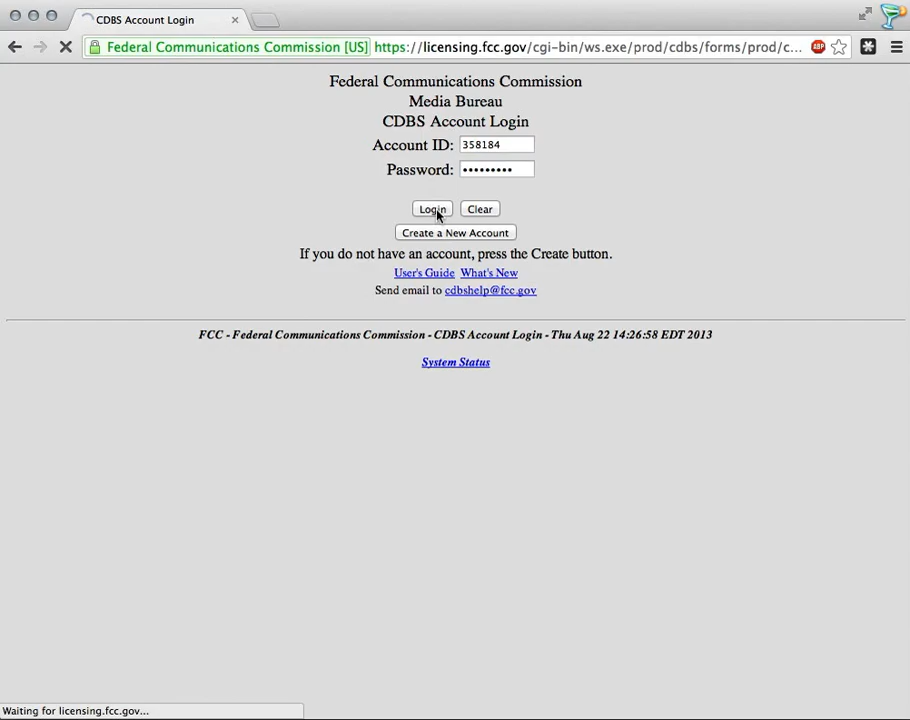 CDBS Account Login
Federal Communications Commission [US] https://licensing.fcc.gov/cgi-bin/ws.exe/prod/cdbs/forms/prod/c...
ABP
Federal Communications Commission
Media Bureau
CDBS Account Login
Account ID: 358184
Password: •••••••••
Login Clear
Create a New Account
If you do not have an account, press the Create button.
User's Guide What's New
Send email to cdbshelp@fcc.gov
FCC - Federal Communications Commission - CDBS Account Login - Thu Aug 22 14:26:58 EDT 2013
System Status
Waiting for licensing.fcc.gov...